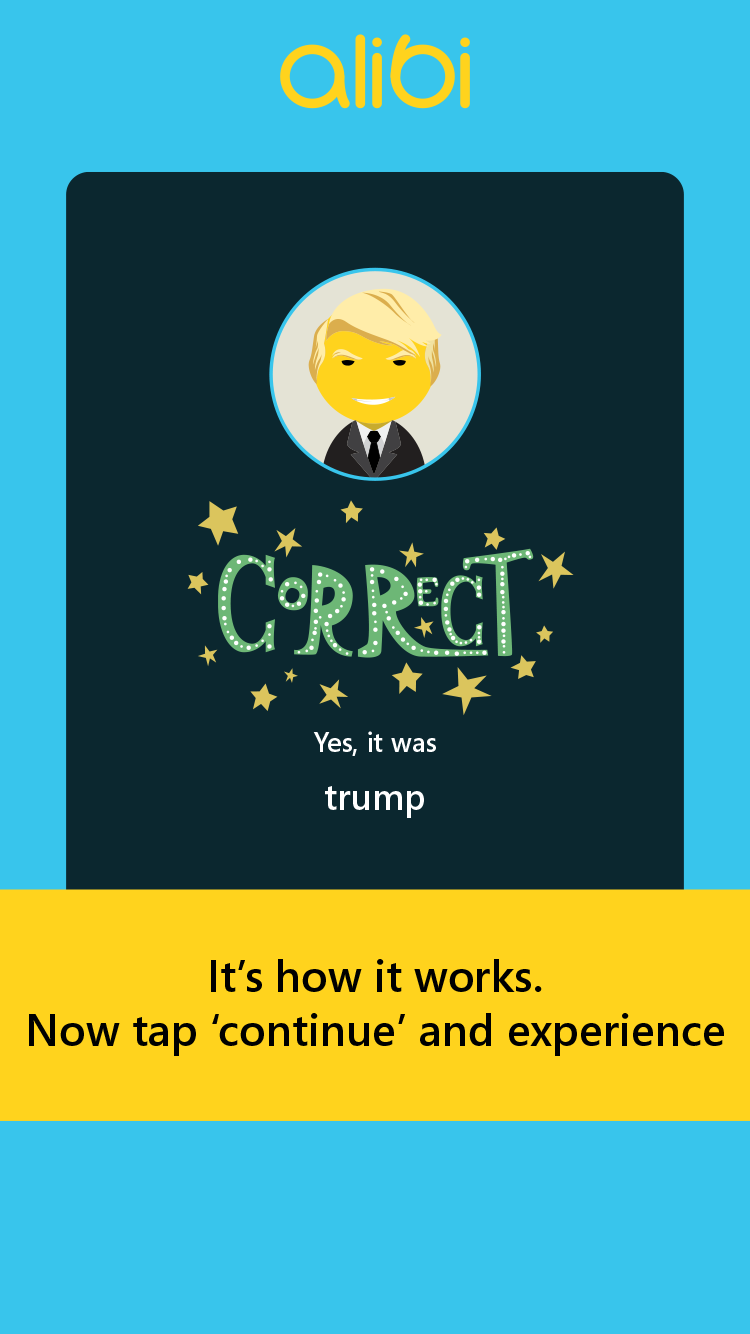 alibi
CORRECT
Yes, it was
trump
It’s how it works.
Now tap ‘continue’ and experience